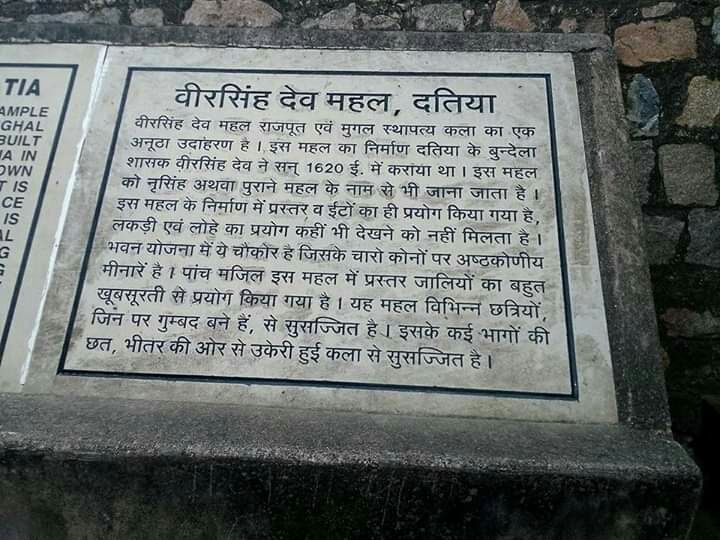 TIA
AMPLE
GHAL
BUILT
IA IN
OWN
T IS
CE
IS
AL
G
G
वीरसिंह देव महल, दतिया
वीरसिंह देव महल राजपूत एवं मुगल स्थापत्य कला का एक
अनूठा उदाहरण है । इस महल का निर्माण दतिया के बुन्देला
शासक वीरसिंह देव ने सन् 1620 ई. में कराया था । इस महल
को नृसिंह अथवा पुराने महल के नाम से भी जाना जाता है ।
इस महल के निर्माण में प्रस्तर व ईटों का ही प्रयोग किया गया है,
लकड़ी एवं लोहे का प्रयोग कहीं भी देखने को नहीं मिलता है ।
भवन योजना में ये चौकोर है जिसके चारो कोनों पर अष्ठकोणीय
मीनारें है । पांच मंजिल इस महल में प्रस्तर जालियों का बहुत
खूबसूरती से प्रयोग किया गया है । यह महल विभिन्न छत्रियों,
जिन पर गुम्बद बने हैं, से सुसज्जित है । इसके कई भागों की
छत, भीतर की ओर से उकेरी हुई कला से सुसज्जित है ।